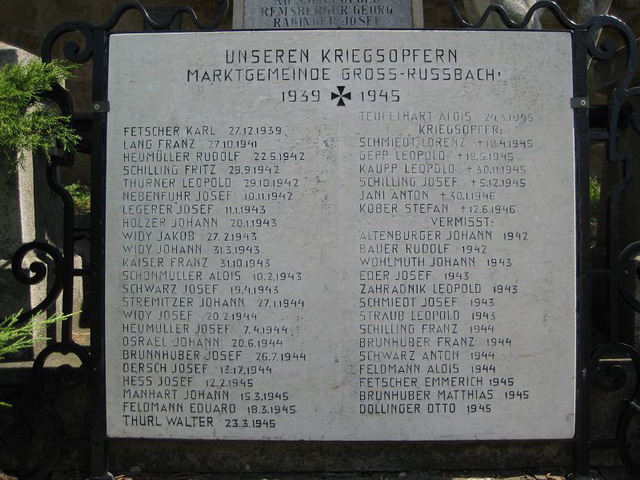 REMSBERGER GEORG
RADINGER JOSEF
UNSEREN KRIEGSOPFERN
MARKTGEMEINDE GROSS-RUSSBACH
1939 1945
FETSCHER KARL 27.12.1939
LANG FRANZ 27.10.1941
HEUMÜLLER RUDOLF 22.5.1942
SCHILLING FRITZ 29.9.1942
THURNER LEOPOLD 29.10.1942
NEBENFUHR JOSEF 10.11.1942
LEGERER JOSEF 11.1.1943
HOLZER JOHANN 20.1.1943
WIDY JAKOB 27.2.1943
WIDY JOHANN 31.3.1943
KAISER FRANZ 31.10.1943
SCHÖNMÜLLER ALOIS 10.2.1943
SCHWARZ JOSEF 19.4.1943
STREMITZER JOHANN 27.1.1944
WIDY JOSEF 20.2.1944
HEUMÜLLER JOSEF 7.4.1944
OSRAEL JOHANN 20.6.1944
BRUNNHUBER JOSEF 26.7.1944
DERSCH JOSEF 13.12.1944
HESS JOSEF 12.2.1945
MANHART JOHANN 15.3.1945
FELDMANN EDUARD 18.3.1945
THÜRL WALTER 23.3.1945
TEUFELHART ALOIS 24.3.1945
KRIEGSOPFER:
SCHMIEDT LORENZ +18.4.1945
GEPP LEOPOLD +19.5.1945
KAUPP LEOPOLD +30.11.1945
SCHILLING JOSEF +5.12.1945
JANI ANTON +30.1.1946
KOBER STEFAN +12.6.1946
VERMISST:
ALTENBURGER JOHANN 1942
BAUER RUDOLF 1942
WOHLMUTH JOHANN 1943
EDER JOSEF 1943
ZAHRADNIK LEOPOLD 1943
SCHMIEDT JOSEF 1943
STRAUB LEOPOLD 1943
SCHILLING FRANZ 1944
BRUNHUBER FRANZ 1944
SCHWARZ ANTON 1944
FELDMANN ALOIS 1944
FETSCHER EMMERICH 1945
BRUNHUBER MATTHIAS 1945
DOLLINGER OTTO 1945